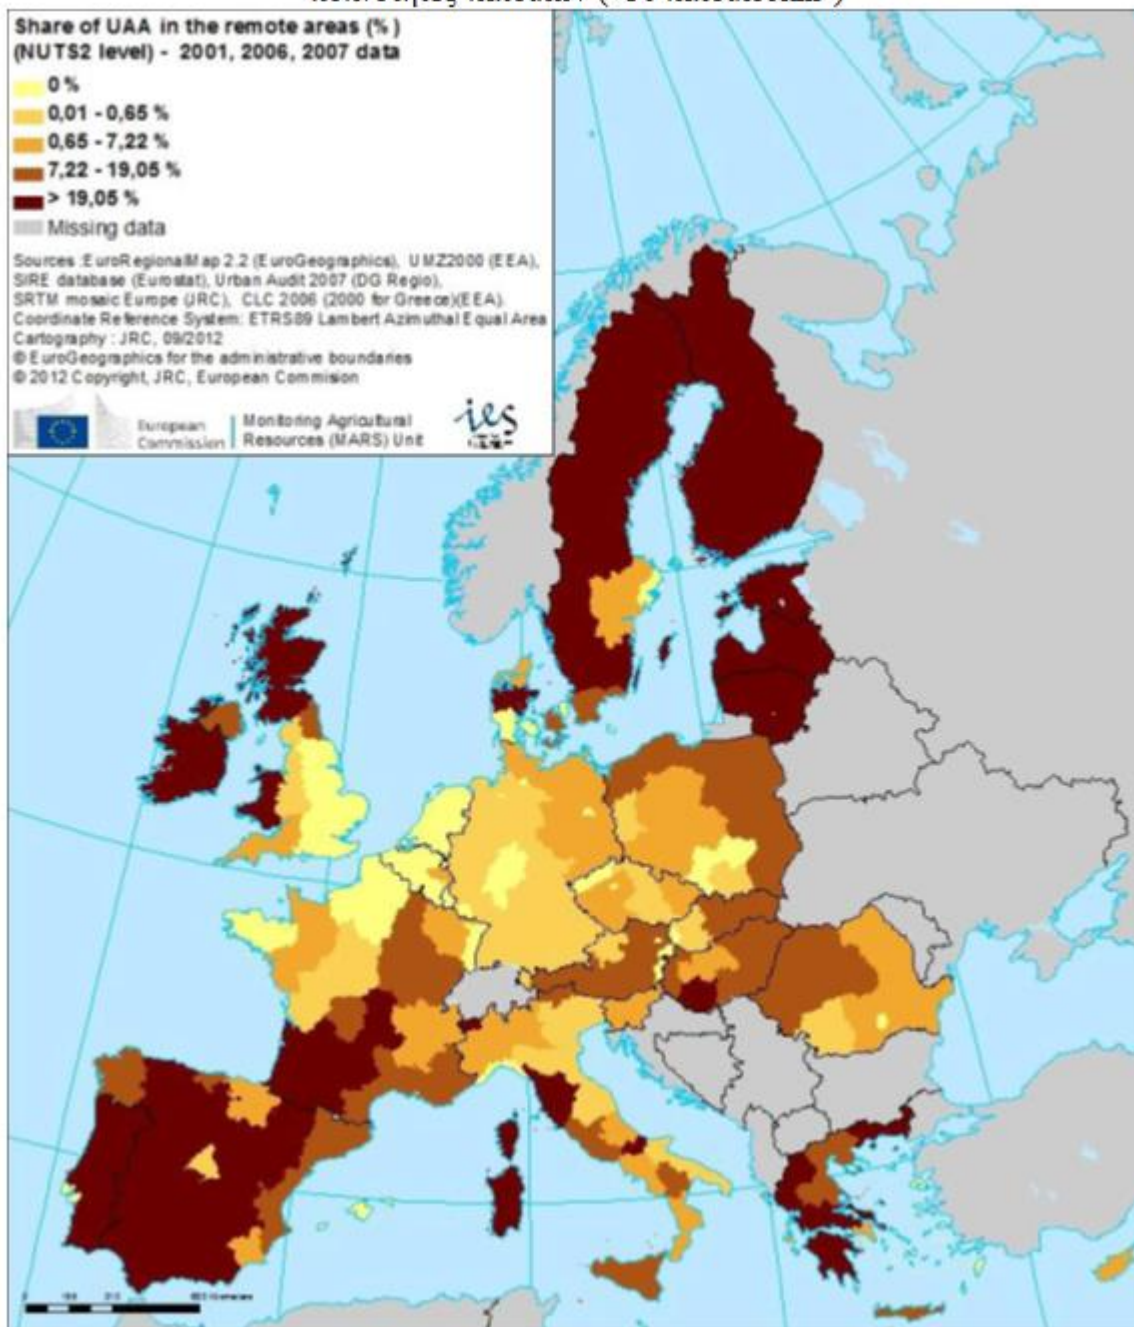 Share of UAA in the remote areas (%)
(NUTS2 level) - 2001, 2006, 2007 data
0 %
0,01 - 0,65 %
0,65 - 7,22 %
7,22 - 19,05 %
> 19,05 %
Missing data
Sources :EuroRegionalMap 2.2 (EuroGeographics), UMZ2000 (EEA),
SIRE database (Eurostat), Urban Audit 2007 (DG Regio),
SRTM mosaic Europe (JRC), CLC 2006 (2000 for Greece)(EEA).
Coordinate Reference System: ETRS89 Lambert Azimuthal Equal Area
Cartography : JRC, 09/2012
© EuroGeographics for the administrative boundaries
© 2012 Copyright, JRC, European Commision
European
Commission
Monitoring Agricultural
Resources (MARS) Unit
ies